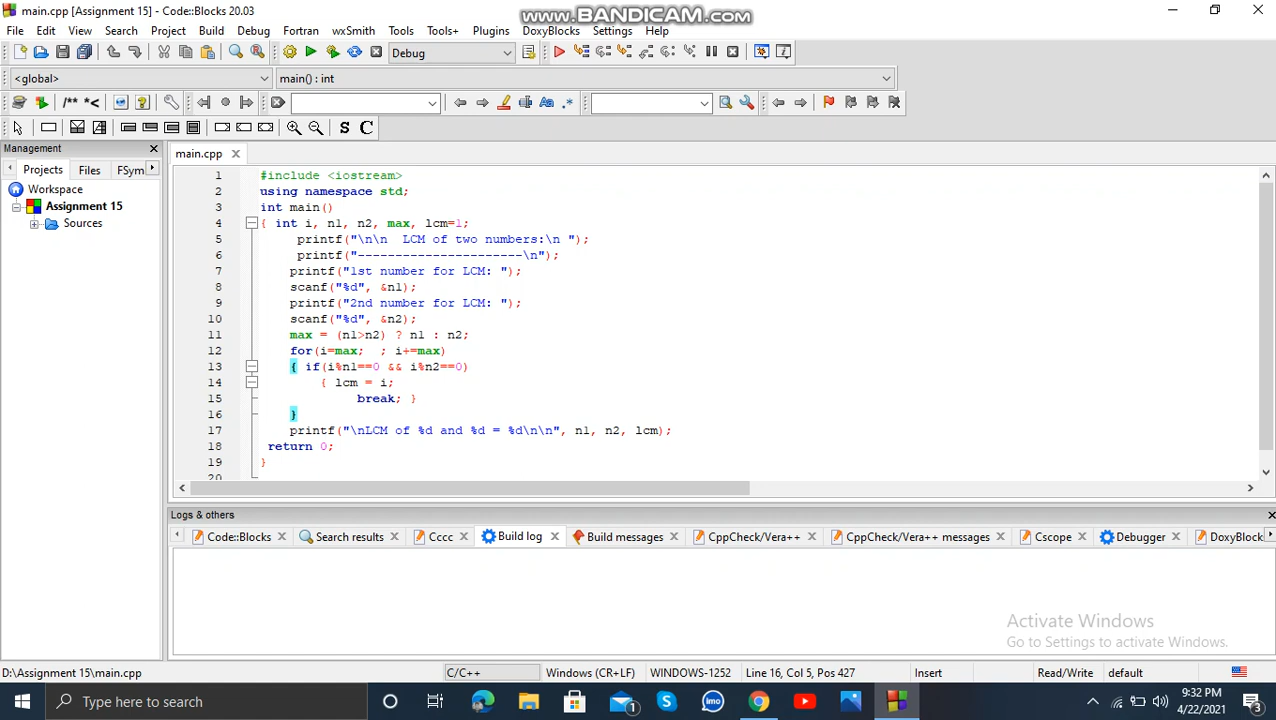 main.cpp [Assignment 15] - Code::Blocks 20.03
www.BANDICAM.com
File Edit View Search Project Build Debug Fortran wxSmith Tools Tools+ Plugins DoxyBlocks Settings Help
Debug
<global> main() : int
/** *<
Aa .*
S C
Management
Projects Files FSym
Workspace
Assignment 15
Sources
main.cpp
1 #include <iostream>
2 using namespace std;
3 int main()
4 { int i, n1, n2, max, lcm=1;
5 printf("\n\n  LCM of two numbers:\n ");
6 printf("----------------------\n");
7 printf("1st number for LCM: ");
8 scanf("%d", &n1);
9 printf("2nd number for LCM: ");
10 scanf("%d", &n2);
11 max = (n1>n2) ? n1 : n2;
12 for(i=max;  ; i+=max)
13 { if(i%n1==0 && i%n2==0)
14 { lcm = i;
15 break; }
16 }
17 printf("\nLCM of %d and %d = %d\n\n", n1, n2, lcm);
18 return 0;
19 }
20
Logs & others
Code::Blocks Search results Cccc Build log Build messages CppCheck/Vera++ CppCheck/Vera++ messages Cscope Debugger DoxyBlock
Activate Windows
Go to Settings to activate Windows.
D:\Assignment 15\main.cpp C/C++ Windows (CR+LF) WINDOWS-1252 Line 16, Col 5, Pos 427 Insert Read/Write default
Type here to search
1
imo
9:32 PM
4/22/2021
3